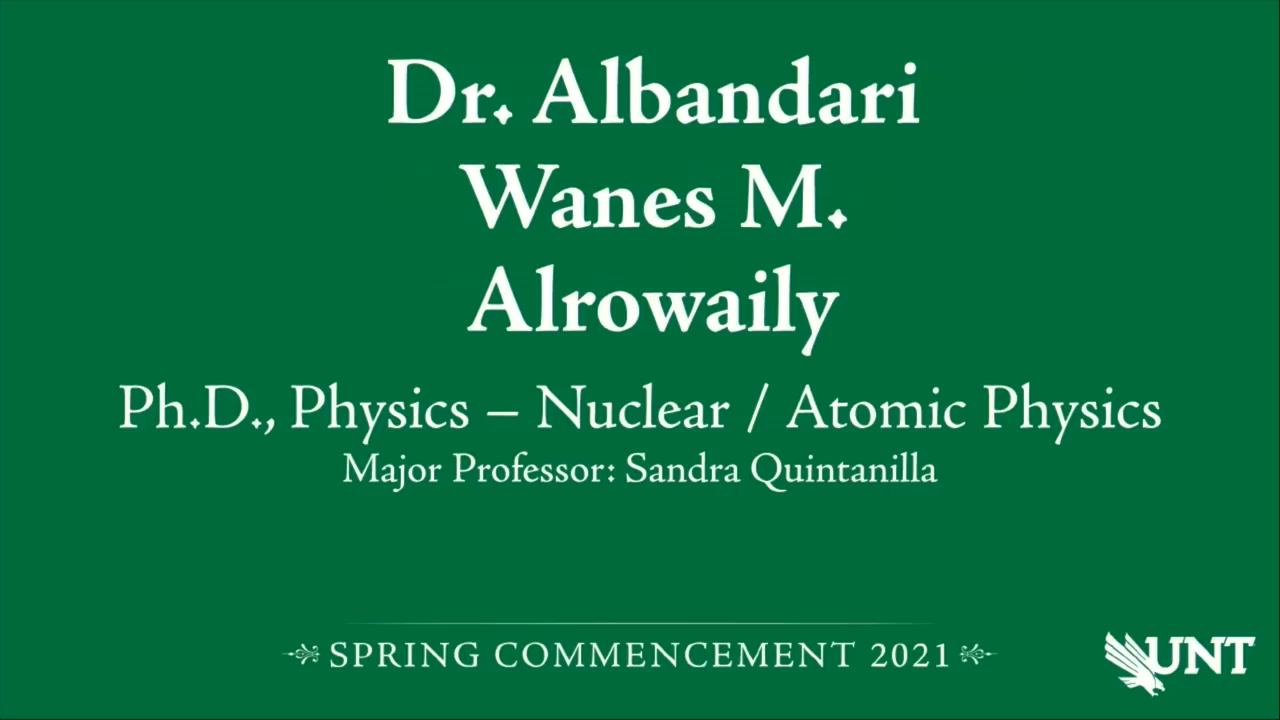 Dr. Albandari
Wanes M.
Alrowaily
Ph.D., Physics – Nuclear / Atomic Physics
Major Professor: Sandra Quintanilla
SPRING COMMENCEMENT 2021
UNT